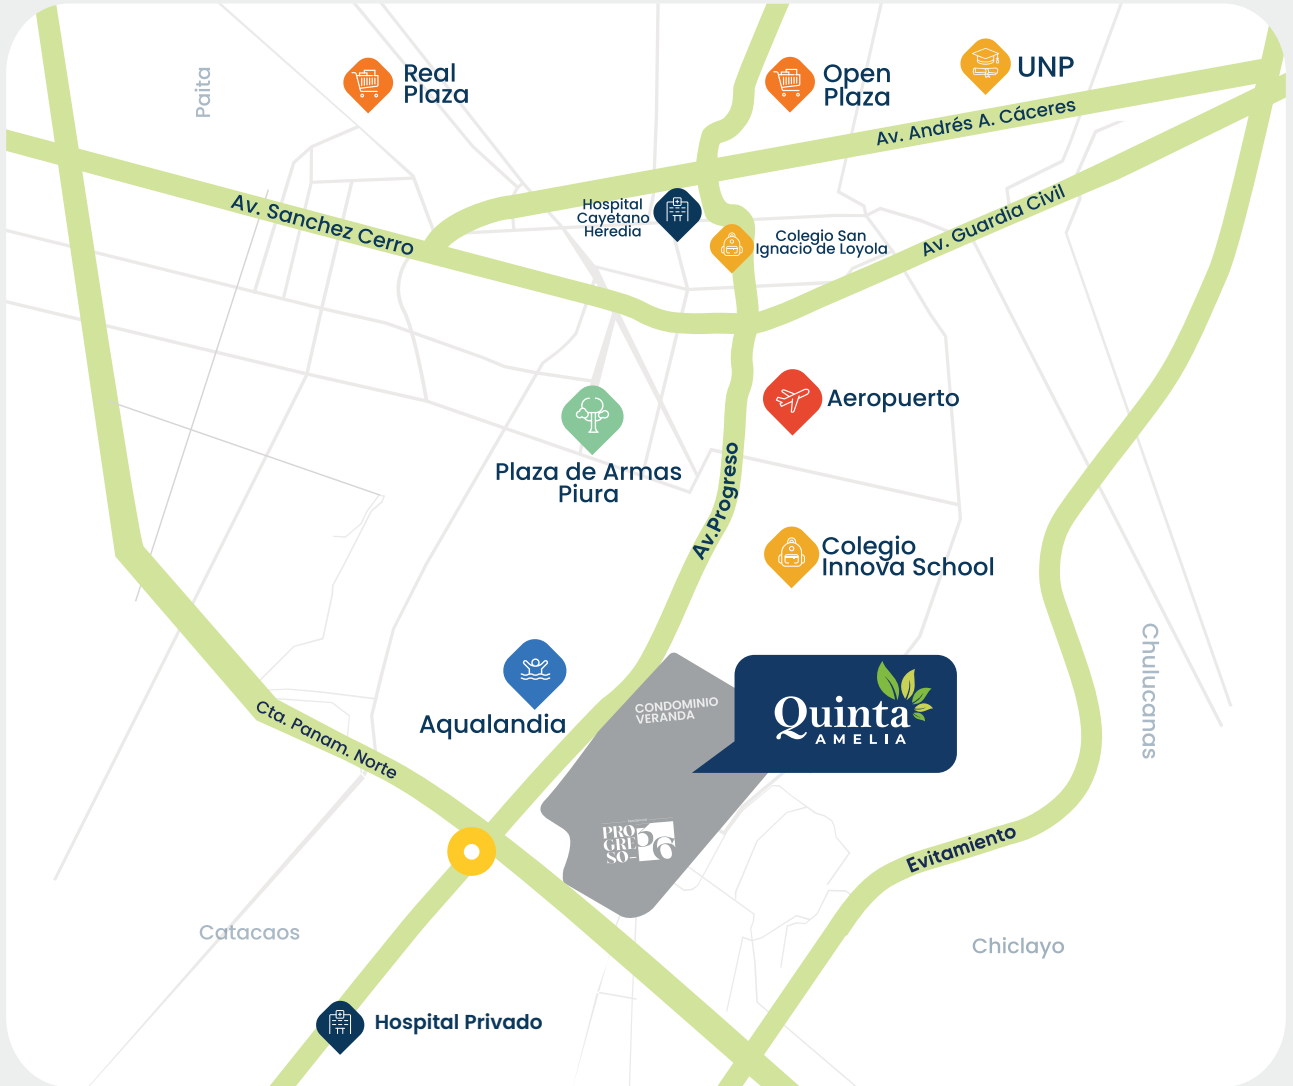 Paita
Real
Plaza
Open
Plaza
UNP
Av. Andrés A. Cáceres
Av. Sanchez Cerro
Hospital
Cayetano
Heredia
Colegio San
Ignacio de Loyola
Av. Guardia Civil
Aeropuerto
Plaza de Armas
Piura
Av.Progreso
Colegio
Innova School
Chulucanas
Aqualandia
CONDOMINIO
VERANDA
Quinta
AMELIA
Cta. Panam. Norte
PRO
GRE
SO-
56
Evitamiento
Catacaos
Chiclayo
Hospital Privado